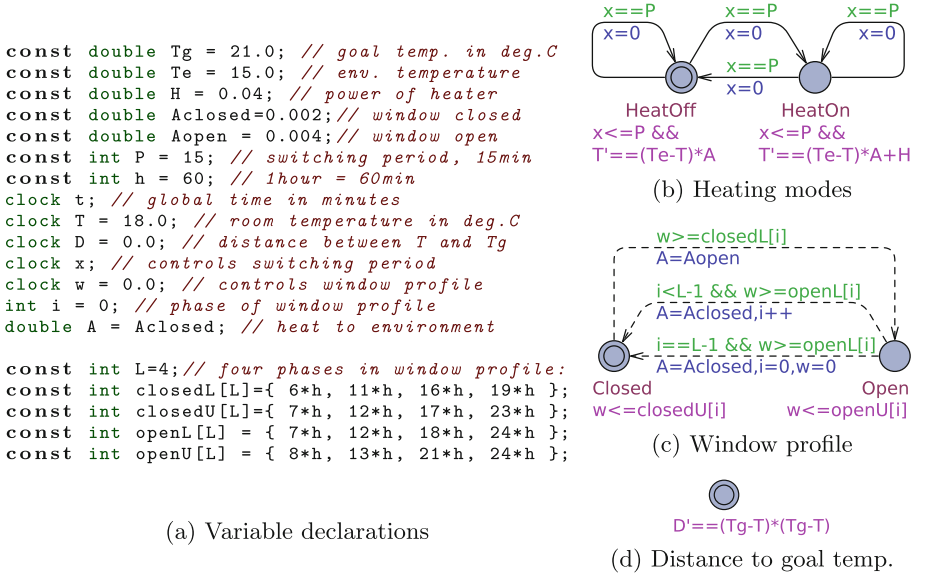 const double Tg = 21.0; // goal temp. in deg.C
const double Te = 15.0; // env. temperature
const double H = 0.04; // power of heater
const double Aclosed=0.002;// window closed
const double Aopen = 0.004;// window open
const int P = 15; // switching period, 15min
const int h = 60; // 1hour = 60min
clock t; // global time in minutes
clock T = 18.0; // room temperature in deg.C
clock D = 0.0; // distance between T and Tg
clock x; // controls switching period
clock w = 0.0; // controls window profile
int i = 0; // phase of window profile
double A = Aclosed; // heat to environment
const int L=4;// four phases in window profile:
const int closedL[L]={ 6*h, 11*h, 16*h, 19*h };
const int closedU[L]={ 7*h, 12*h, 17*h, 23*h };
const int openL[L] = { 7*h, 12*h, 18*h, 24*h };
const int openU[L] = { 8*h, 13*h, 21*h, 24*h };
(a) Variable declarations
x==P
x=0
x==P
x=0
x==P
x=0
x==P
x=0
HeatOff
x<=P &&
T'==(Te-T)*A
HeatOn
x<=P &&
T'==(Te-T)*A+H
(b) Heating modes
w>=closedL[i]
A=Aopen
i<L-1 && w>=openL[i]
A=Aclosed,i++
i==L-1 && w>=openL[i]
A=Aclosed,i=0,w=0
Closed
w<=closedU[i]
Open
w<=openU[i]
(c) Window profile
D'==(Tg-T)*(Tg-T)
(d) Distance to goal temp.